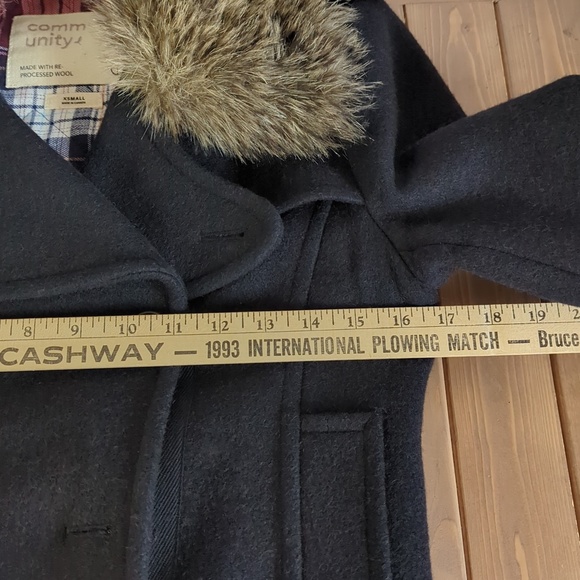 comm
unity
MADE WITH RE-
PROCESSED WOOL
XSMALL
8 9 10 11 12 13 14 15 16 17 18 19 2
CASHWAY — 1993 INTERNATIONAL PLOWING MATCH — Bruce